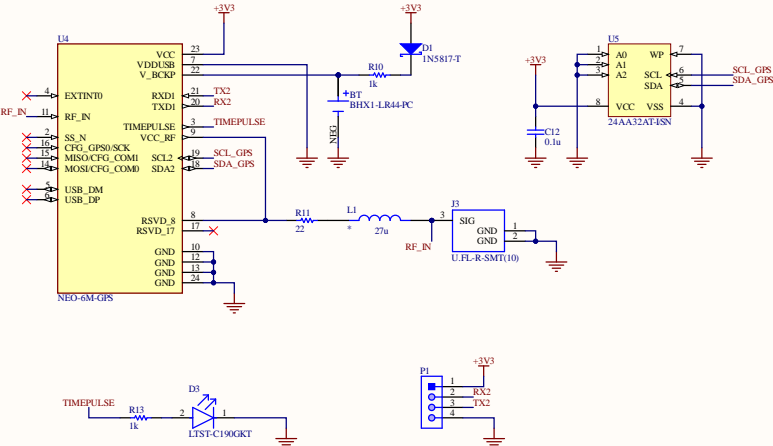 +3V3
+3V3
U4
VCC 23
VDDUSB 7
V_BCKP 22
4 EXTINT0
RXD1 21 TX2
TXD1 20 RX2
RF_IN 11 RF_IN
TIMEPULSE 3 TIMEPULSE
VCC_RF 9
2 SS_N
16 CFG_GPS0/SCK
15 MISO/CFG_COM1
14 MOSI/CFG_COM0
SCL2 19 SCL_GPS
SDA2 18 SDA_GPS
5 USB_DM
6 USB_DP
RSVD_8 8
RSVD_17 17
GND 10
GND 12
GND 13
GND 24
NEO-6M-GPS
D1
1N5817-T
R10
1k
+ BT
BHX1-LR44-PC
NEG
R11
22
L1
*
27u
RF_IN
J3
3 SIG
GND 1
GND 2
U.FL-R-SMT(10)
+3V3
C12
0.1u
U5
1 A0 WP 7
2 A1
3 A2 SCL 6 SCL_GPS
SDA 5 SDA_GPS
8 VCC VSS 4
24AA32AT-I\SN
TIMEPULSE
R13
1k
D3
2 1
LTST-C190GKT
+3V3
P1
1
2 RX2
3 TX2
4